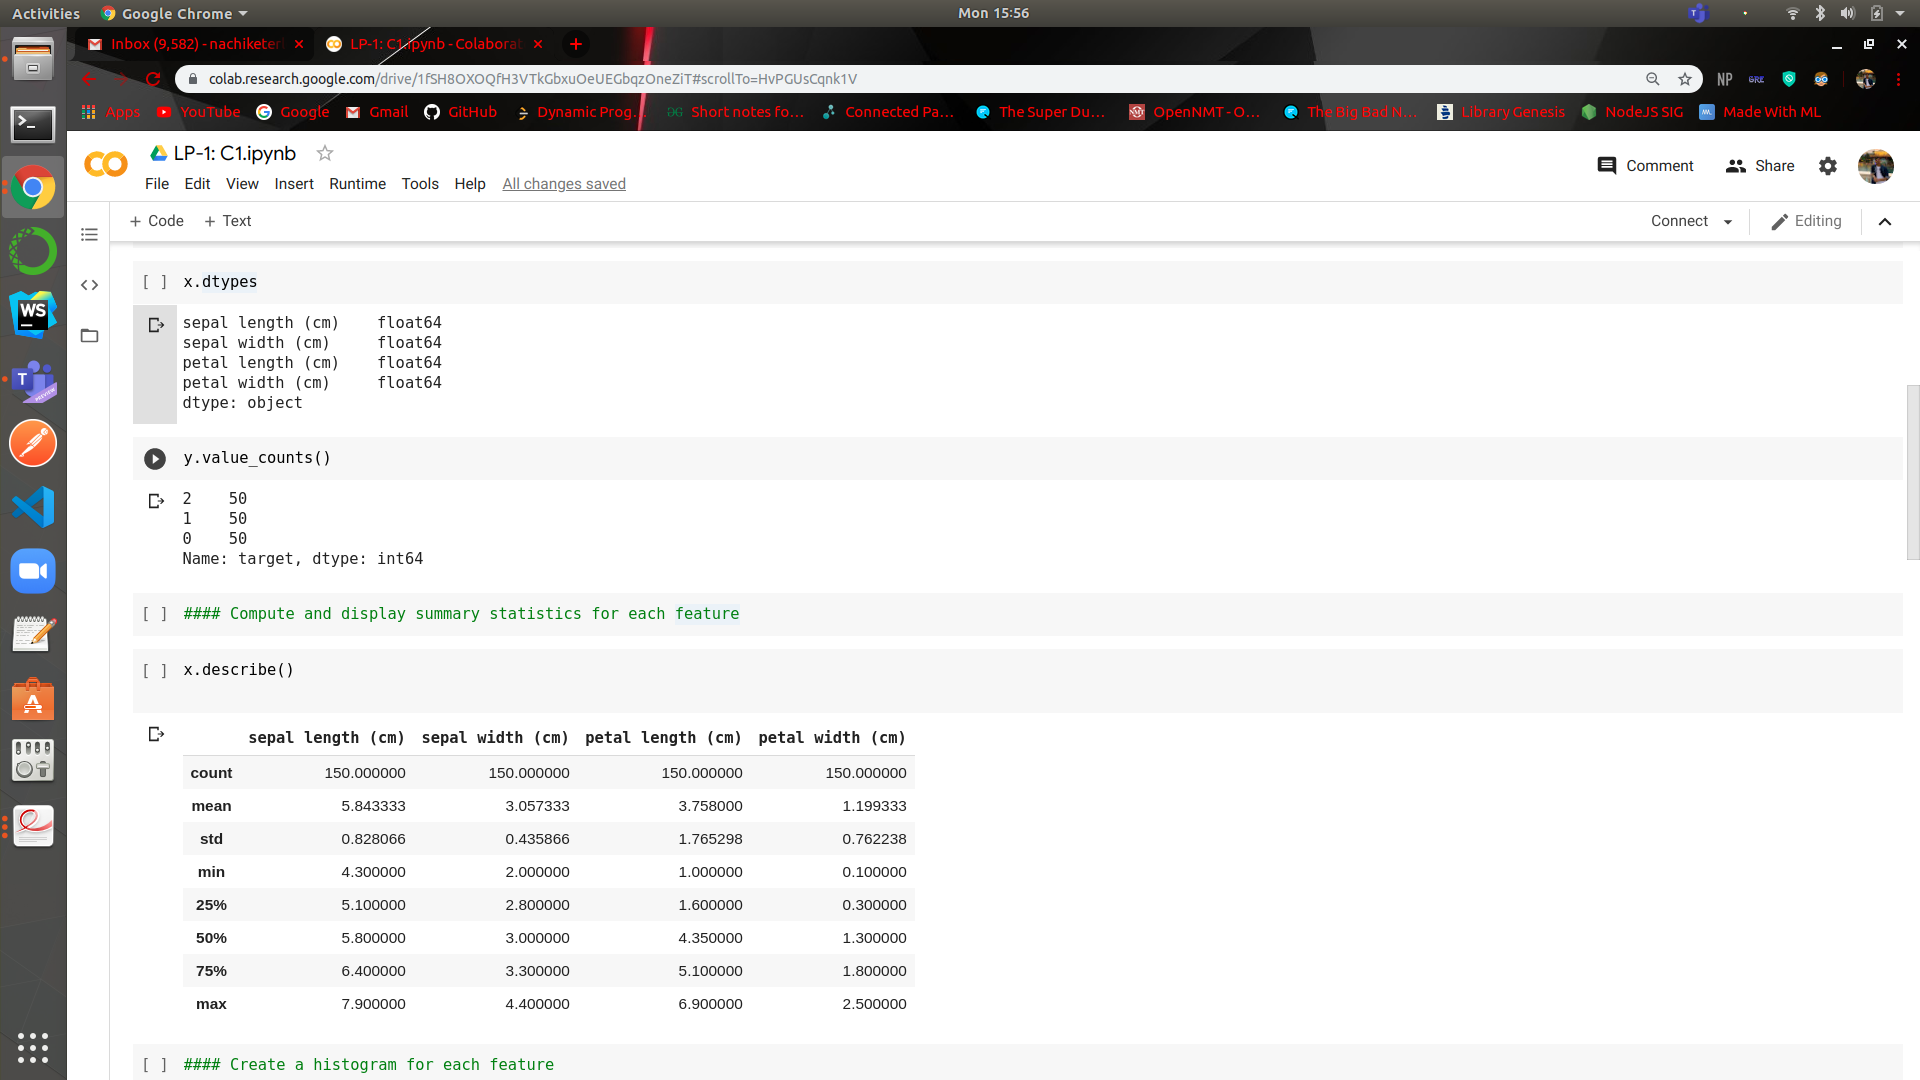 Activities Google Chrome Mon 15:56
Inbox (9,582) - nachiketer LP-1: C1.ipynb - Colaborat
colab.research.google.com/drive/1fSH8OXOQfH3VTkGbxuOeUEGbqzOneZiT#scrollTo=HvPGUsCqnk1V NP GRE
Apps YouTube Google Gmail GitHub Dynamic Prog... Short notes fo... Connected Pa... The Super Du... OpenNMT - O... The Big Bad N... Library Genesis NodeJS SIG Made With ML
LP-1: C1.ipynb
Comment Share
File Edit View Insert Runtime Tools Help All changes saved
+ Code + Text Connect Editing
[ ] x.dtypes
sepal length (cm) float64
sepal width (cm) float64
petal length (cm) float64
petal width (cm) float64
dtype: object
y.value_counts()
2 50
1 50
0 50
Name: target, dtype: int64
[ ] #### Compute and display summary statistics for each feature
[ ] x.describe()
sepal length (cm) sepal width (cm) petal length (cm) petal width (cm)
count 150.000000 150.000000 150.000000 150.000000
mean 5.843333 3.057333 3.758000 1.199333
std 0.828066 0.435866 1.765298 0.762238
min 4.300000 2.000000 1.000000 0.100000
25% 5.100000 2.800000 1.600000 0.300000
50% 5.800000 3.000000 4.350000 1.300000
75% 6.400000 3.300000 5.100000 1.800000
max 7.900000 4.400000 6.900000 2.500000
[ ] #### Create a histogram for each feature
WS
T
PREVIEW